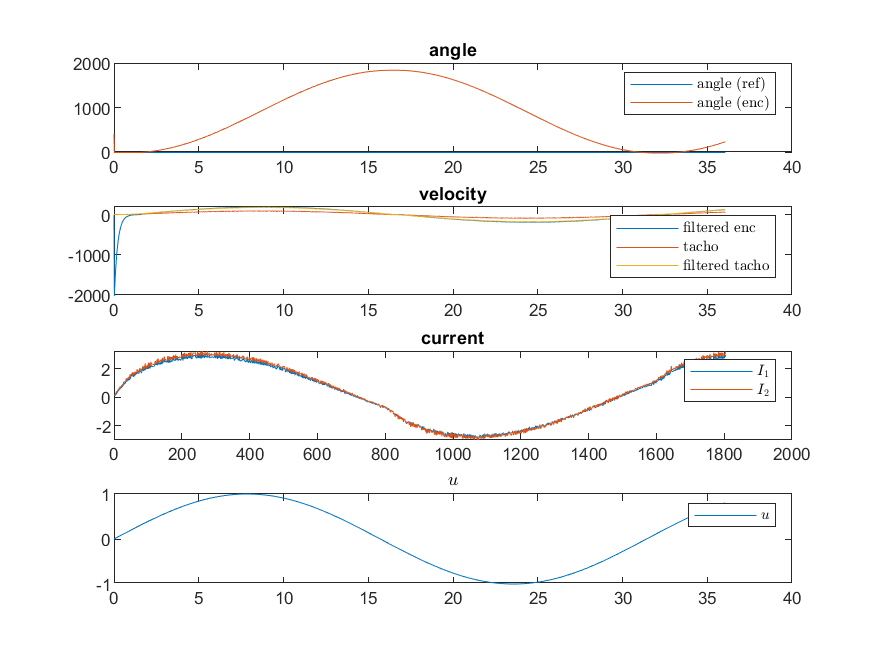 angle
2000
1000
0
angle (ref)
angle (enc)
0 5 10 15 20 25 30 35 40
velocity
0
-1000
-2000
filtered enc
tacho
filtered tacho
0 5 10 15 20 25 30 35 40
current
2
0
-2
I₁
I₂
0 200 400 600 800 1000 1200 1400 1600 1800 2000
u
1
0
-1
u
0 5 10 15 20 25 30 35 40